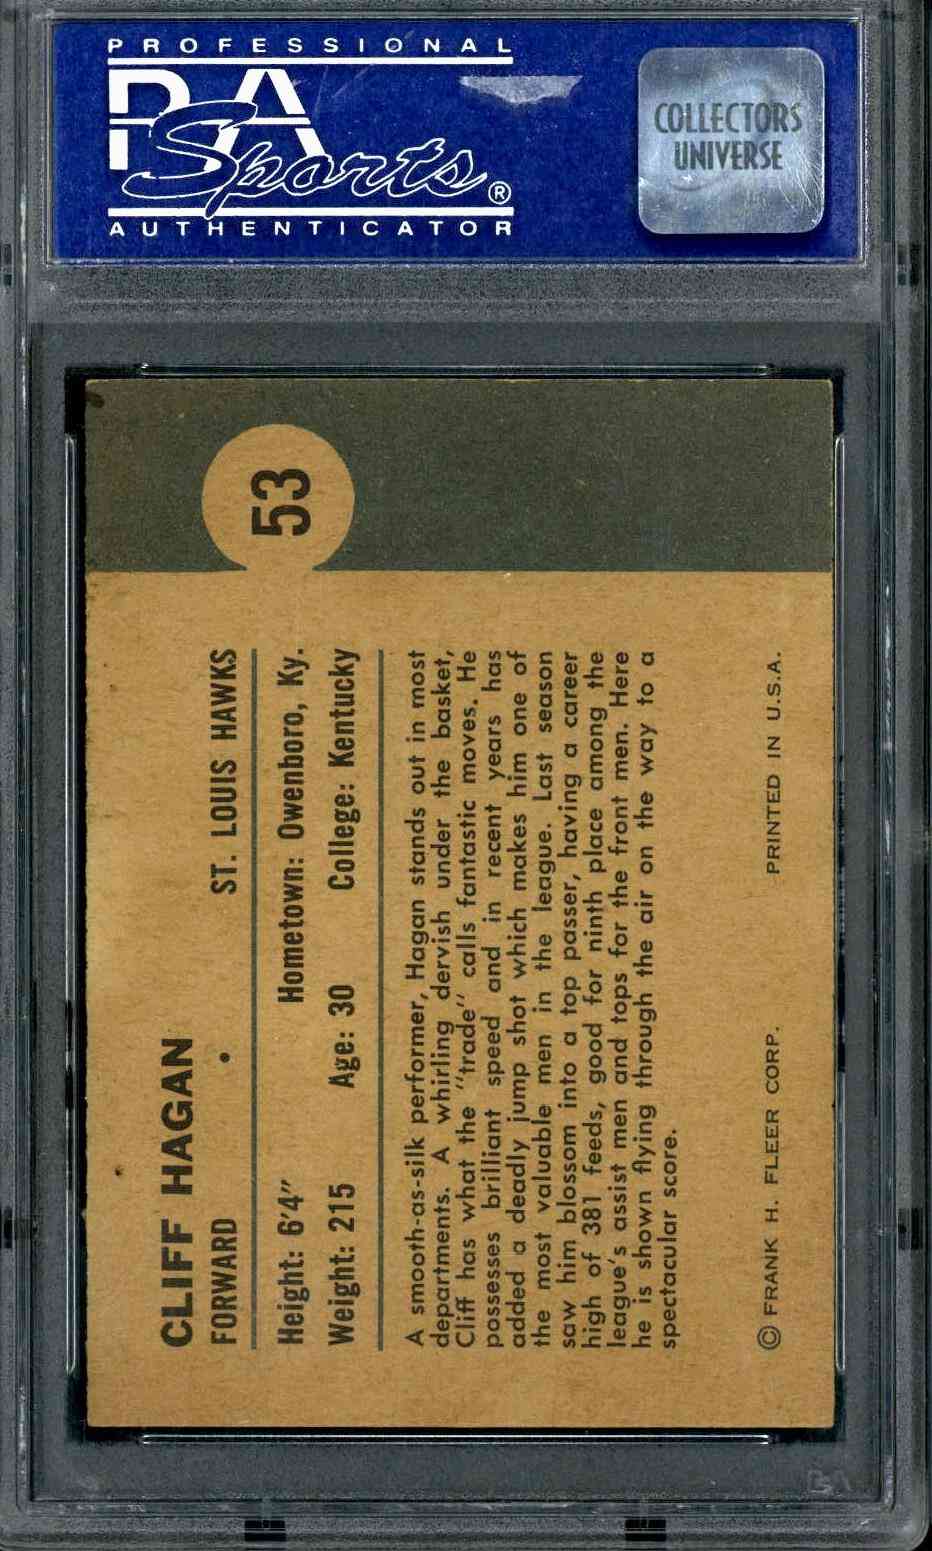 PROFESSIONAL
PSA
Sports®
AUTHENTICATOR
COLLECTORS
UNIVERSE
53
CLIFF HAGAN
FORWARD ST. LOUIS HAWKS
Height: 6'4" Hometown: Owenboro, Ky.
Weight: 215 Age: 30 College: Kentucky
A smooth-as-silk performer, Hagan stands out in most
departments. A whirling dervish under the basket,
Cliff has what the "trade" calls fantastic moves. He
possesses brilliant speed and in recent years has
added a deadly jump shot which makes him one of
the most valuable men in the league. Last season
saw him blossom into a top passer, having a career
high of 381 feeds, good for ninth place among the
league's assist men and tops for the front men. Here
he is shown flying through the air on the way to a
spectacular score.
© FRANK H. FLEER CORP. PRINTED IN U.S.A.